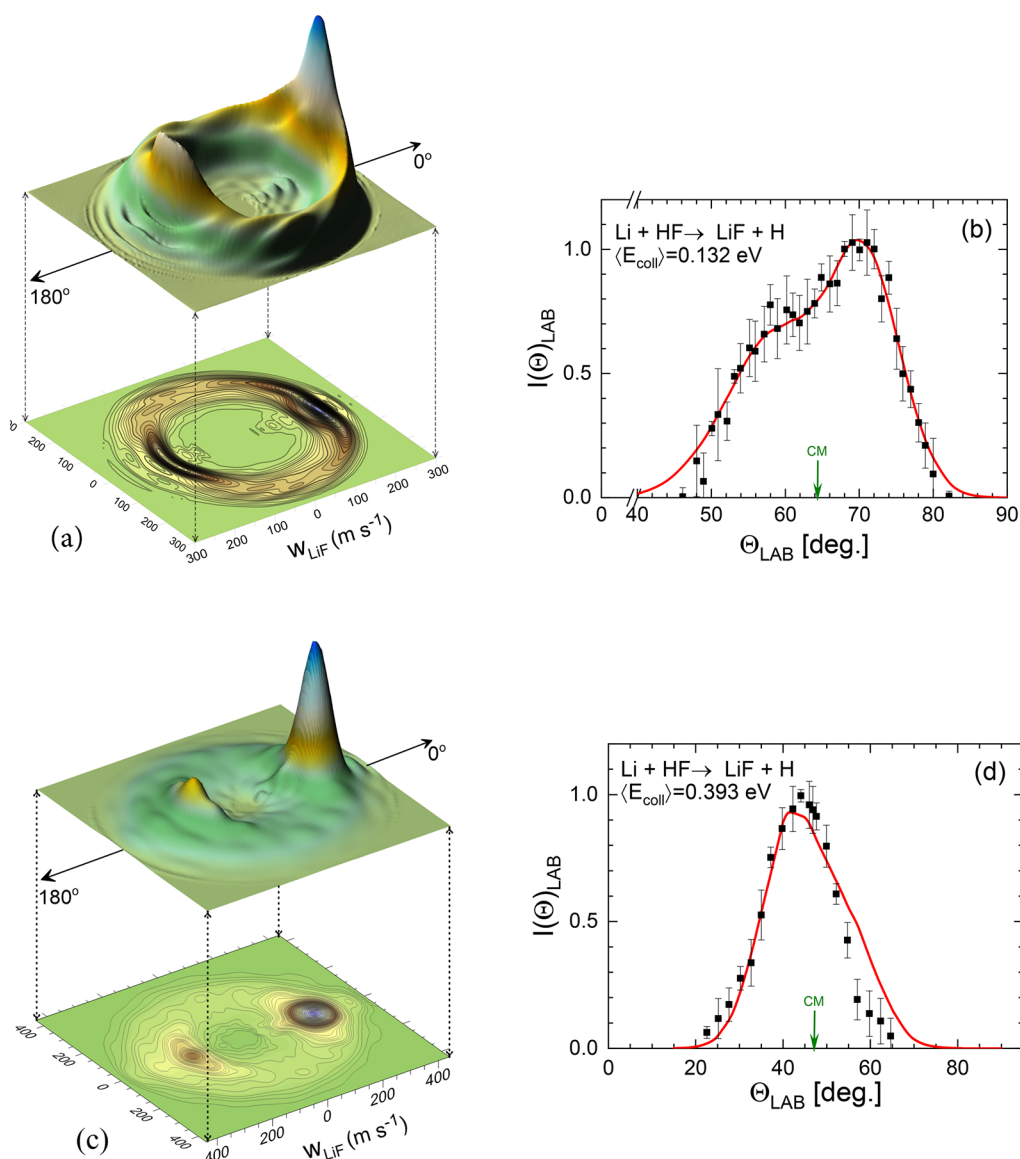 0°
180°
0 200 100 0 100 200 300
300 200 100 0 100 200 300
W_LiF (m s⁻¹)
(a)
Li + HF→ LiF + H
⟨E_coll⟩=0.132 eV
(b)
1.0
0.5
0.0
I(Θ)_LAB
CM
0 40 50 60 70 80 90
Θ_LAB [deg.]
0°
180°
400 200 0 200 400
400 200 0 200 400
W_LiF (m s⁻¹)
(c)
Li + HF→ LiF + H
⟨E_coll⟩=0.393 eV
(d)
1.0
0.5
0.0
I(Θ)_LAB
CM
0 20 40 60 80
Θ_LAB [deg.]